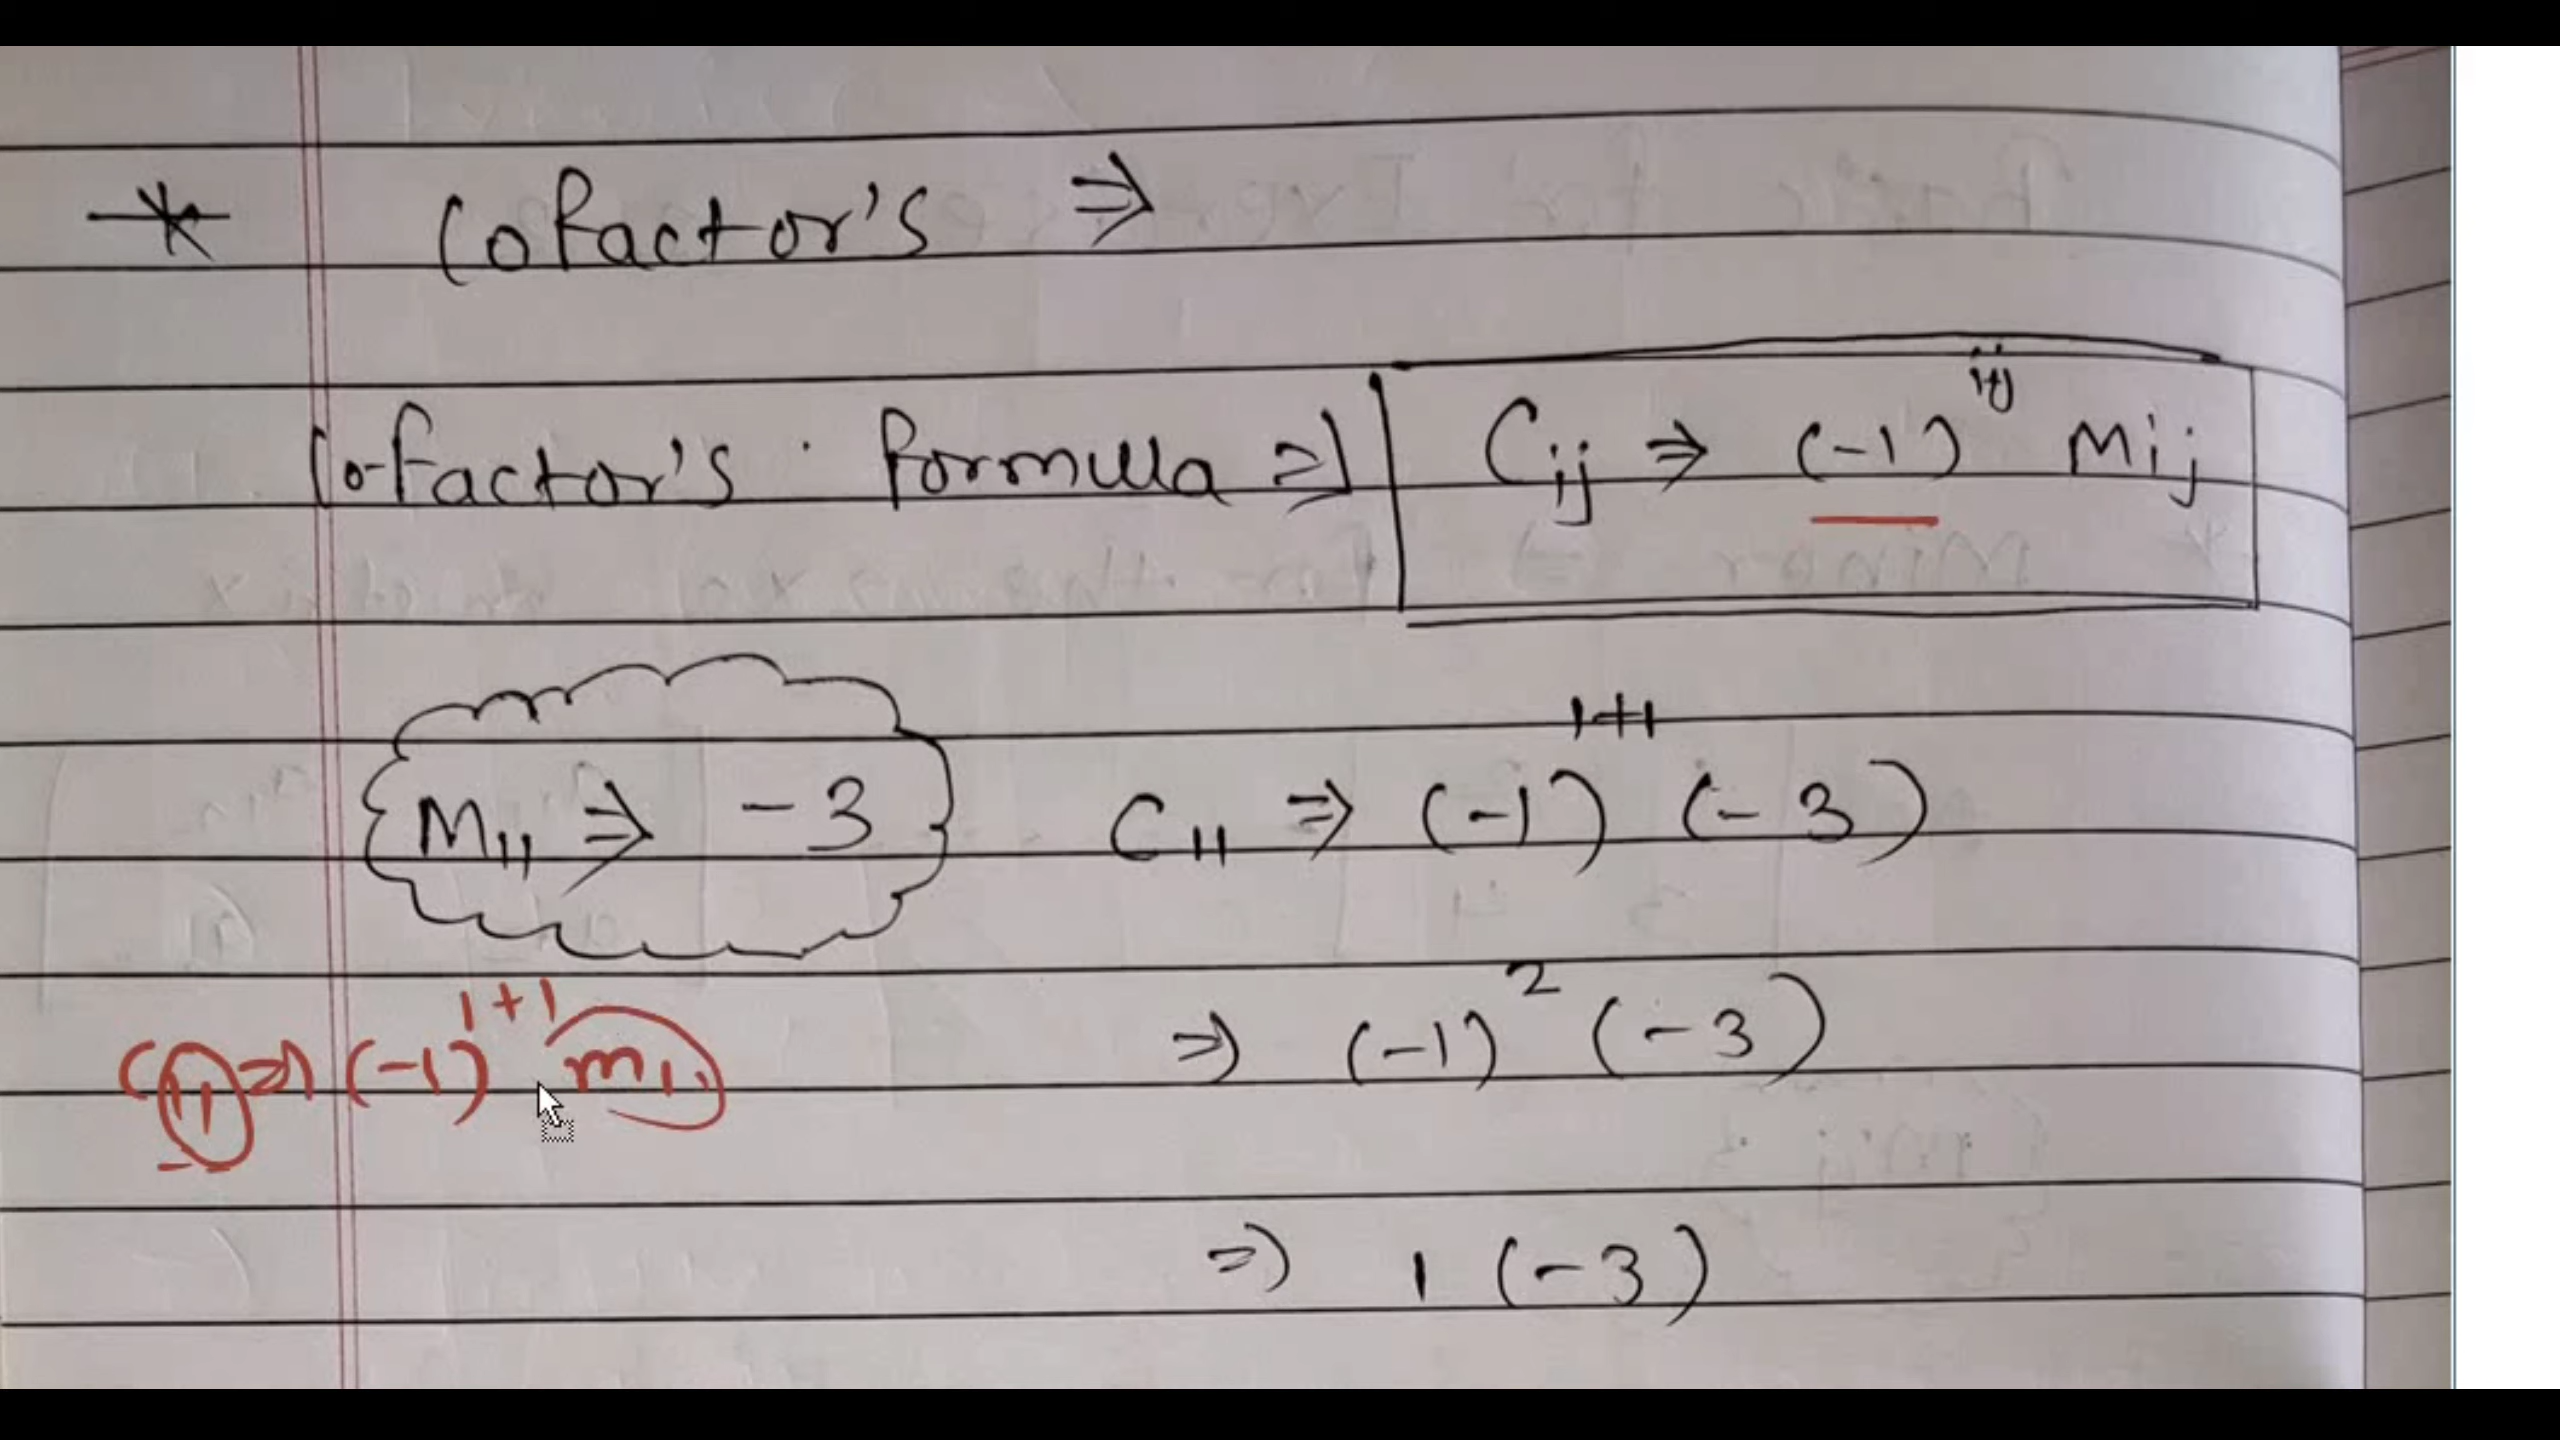 * Cofactor's ⇒
Co-factor's formulla ⇒ Cij ⇒ (-1)^i+j Mij
M11 ⇒ -3 C11 ⇒ (-1)^1+1 (-3)
C11 ⇒ (-1)^1+1 m11 ⇒ (-1)^2 (-3)
⇒ 1 (-3)